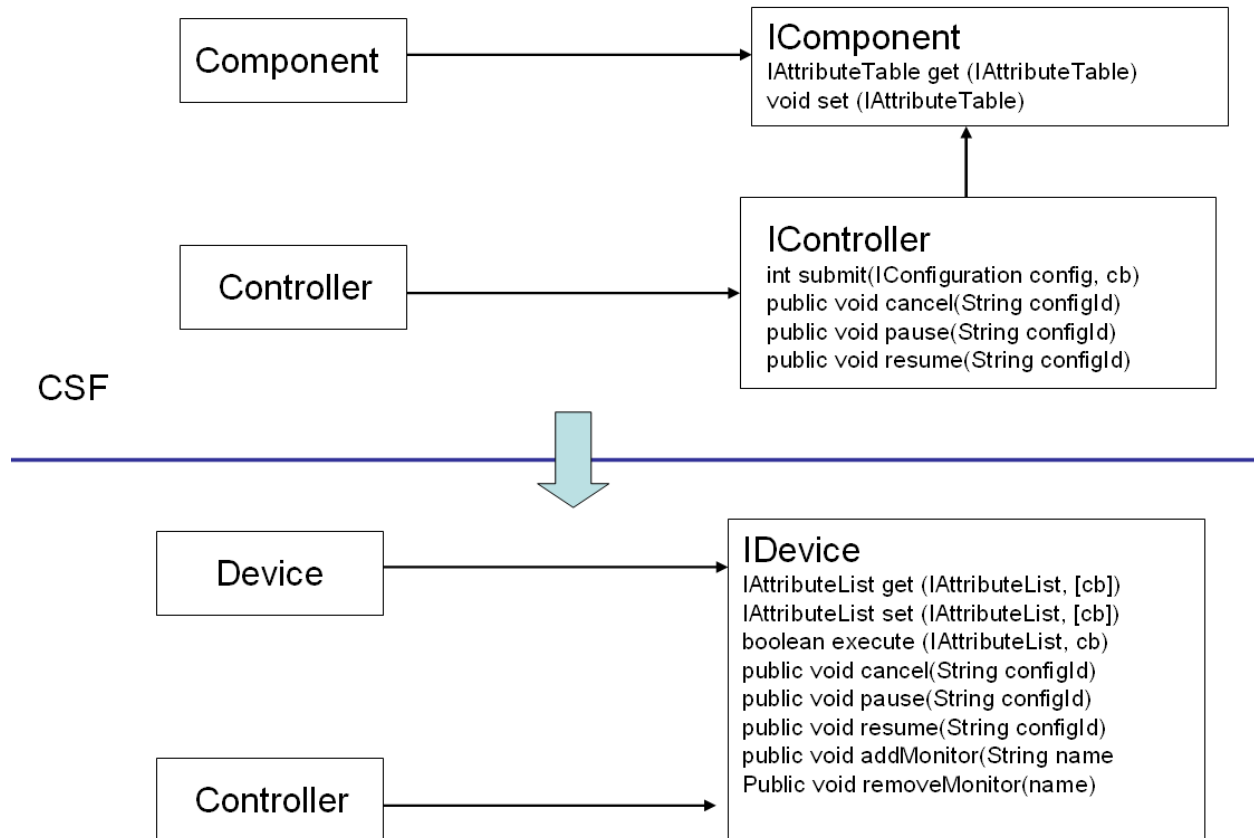 Component
IComponent
IAttributeTable get (IAttributeTable)
void set (IAttributeTable)
Controller
IController
int submit(IConfiguration config, cb)
public void cancel(String configId)
public void pause(String configId)
public void resume(String configId)
CSF
Device
IDevice
IAttributeList get (IAttributeList, [cb])
IAttributeList set (IAttributeList, [cb])
boolean execute (IAttributeList, cb)
public void cancel(String configId)
public void pause(String configId)
public void resume(String configId)
public void addMonitor(String name
Public void removeMonitor(name)
Controller